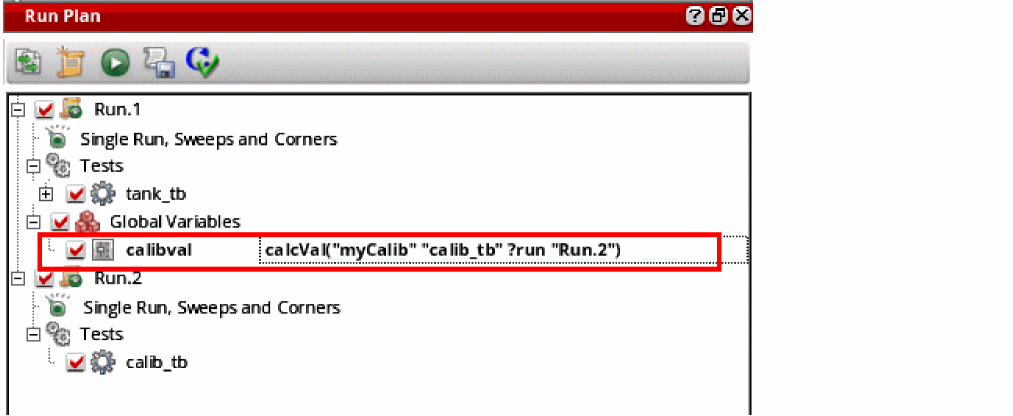 Run Plan
Run.1
Single Run, Sweeps and Corners
Tests
tank_tb
Global Variables
calibval calcVal("myCalib" "calib_tb" ?run "Run.2")
Run.2
Single Run, Sweeps and Corners
Tests
calib_tb